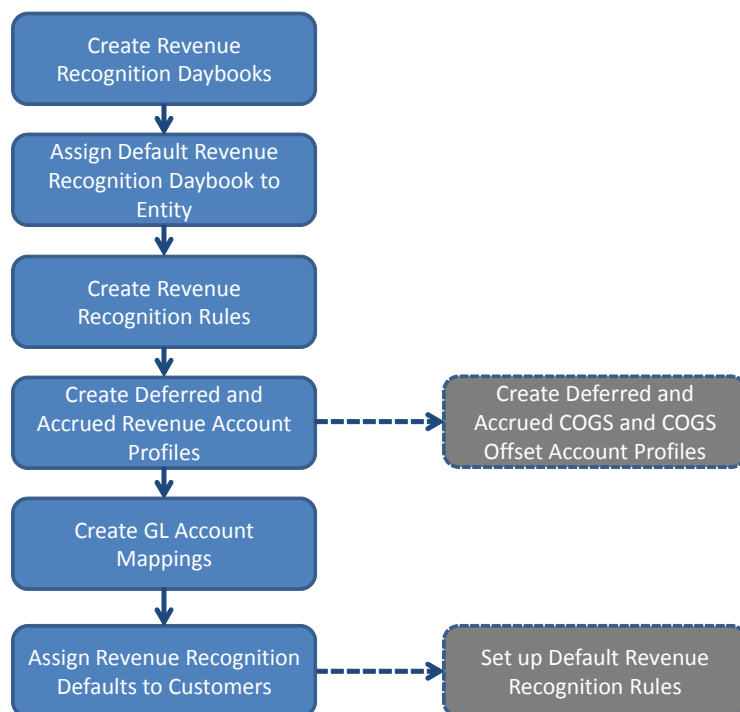 Create Revenue
Recognition Daybooks
Assign Default Revenue
Recognition Daybook to
Entity
Create Revenue
Recognition Rules
Create Deferred and
Accrued Revenue Account
Profiles
Create Deferred and
Accrued COGS and COGS
Offset Account Profiles
Create GL Account
Mappings
Assign Revenue Recognition
Defaults to Customers
Set up Default Revenue
Recognition Rules